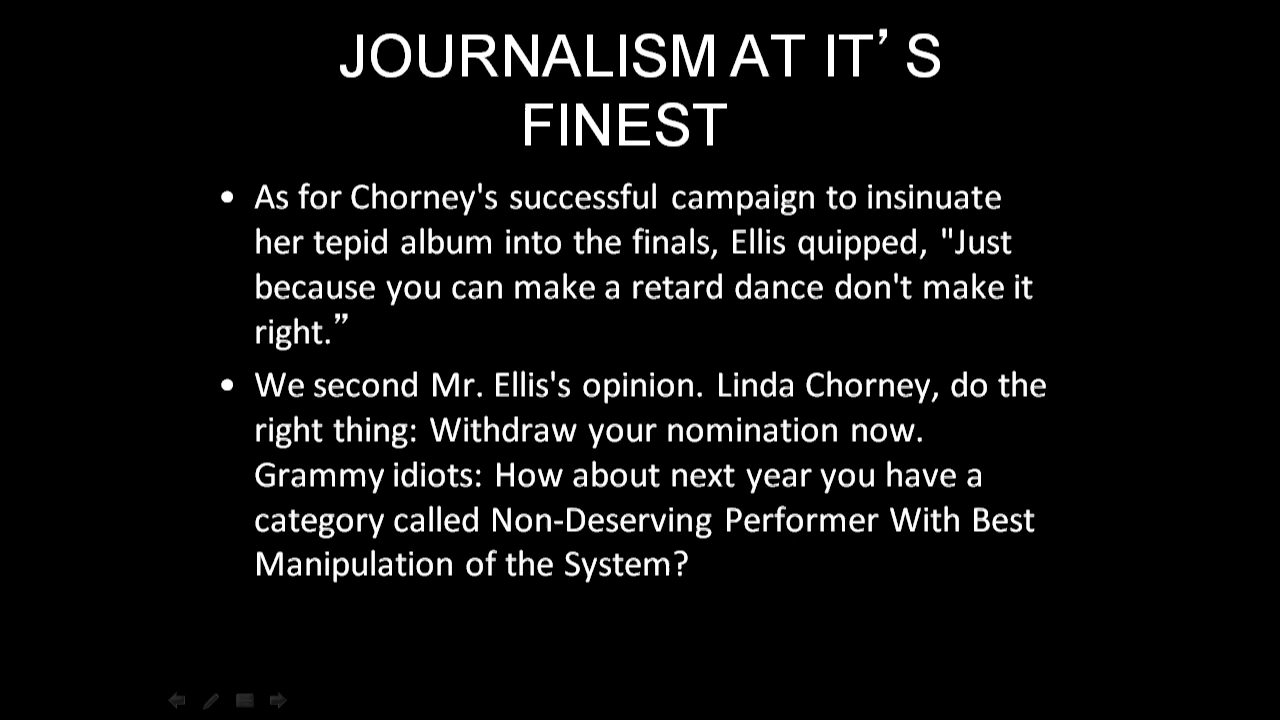 JOURNALISM AT IT’S
FINEST
• As for Chorney's successful campaign to insinuate
her tepid album into the finals, Ellis quipped, "Just
because you can make a retard dance don't make it
right.”
• We second Mr. Ellis's opinion. Linda Chorney, do the
right thing: Withdraw your nomination now.
Grammy idiots: How about next year you have a
category called Non-Deserving Performer With Best
Manipulation of the System?